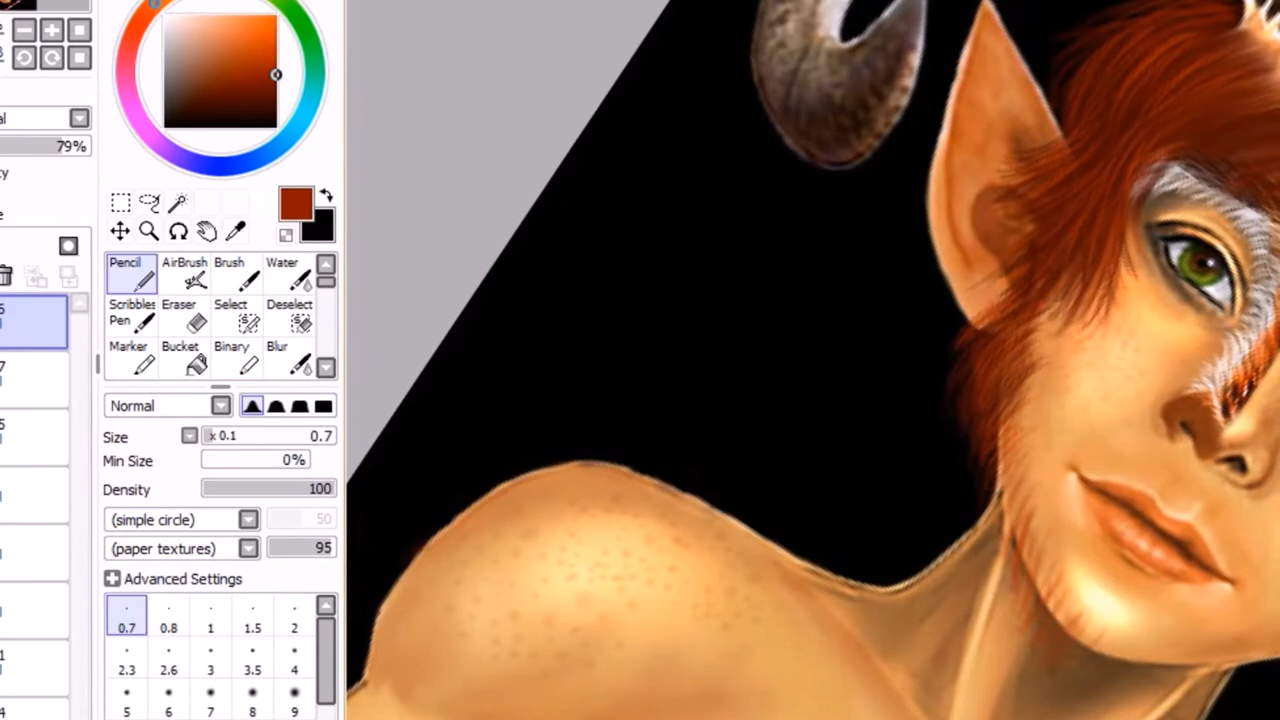 79%
Pencil AirBrush Brush Water
Scribbles Eraser Select Deselect
Pen
Marker Bucket Binary Blur
Normal
Size x 0.1 0.7
Min Size 0%
Density 100
(simple circle) 50
(paper textures) 95
Advanced Settings
0.7 0.8 1 1.5 2
2.3 2.6 3 3.5 4
5 6 7 8 9